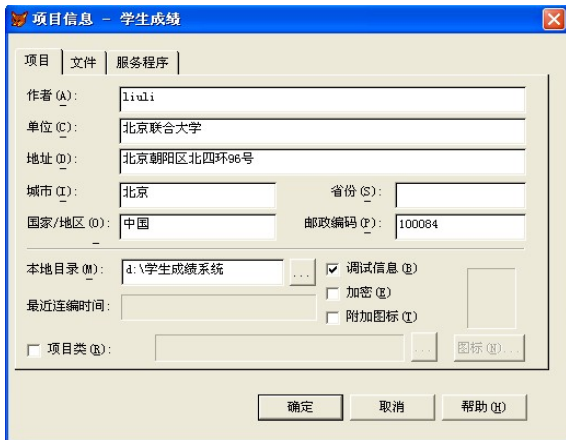 项目信息 - 学生成绩
项目 文件 服务程序
作者(A): liuli
单位(C): 北京联合大学
地址(D): 北京朝阳区北四环96号
城市(I): 北京 省份(S):
国家/地区(O): 中国 邮政编码(P): 100084
本地目录(M): d:\学生成绩系统 ... 调试信息(B)
加密(E)
最近连编时间:
附加图标(T)
项目类(R): ... 图标(N)...
确定 取消 帮助(H)